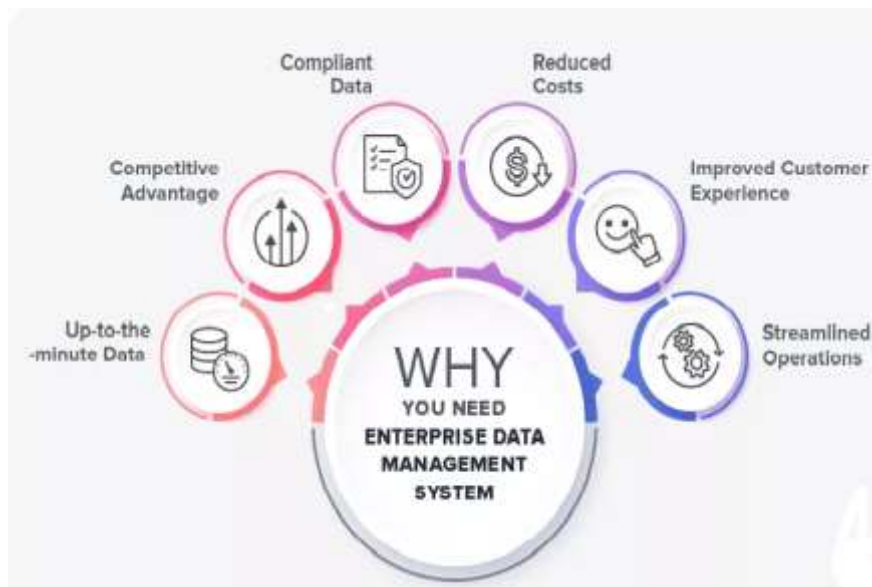 Compliant
Data
Reduced
Costs
Competitive
Advantage
Improved Customer
Experience
Up-to-the
-minute Data
Streamlined
Operations
WHY
YOU NEED
ENTERPRISE DATA
MANAGEMENT
SYSTEM
$